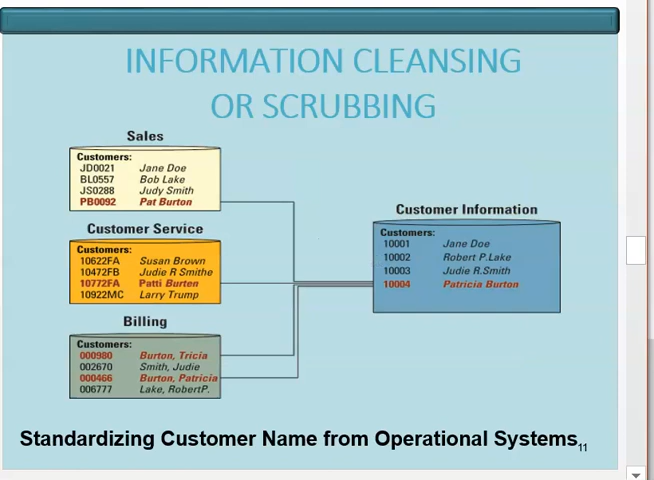 INFORMATION CLEANSING
OR SCRUBBING
Sales
Customers:
JD0021 Jane Doe
BL0557 Bob Lake
JS0288 Judy Smith
PB0092 Pat Burton
Customer Service
Customers:
10622FA Susan Brown
10472FB Judie R Smithe
10772FA Patti Burten
10922MC Larry Trump
Billing
Customers:
000980 Burton, Tricia
002670 Smith, Judie
000466 Burton, Patricia
006777 Lake, RobertP.
Customer Information
Customers:
10001 Jane Doe
10002 Robert P.Lake
10003 Judie R.Smith
10004 Patricia Burton
Standardizing Customer Name from Operational Systems
11